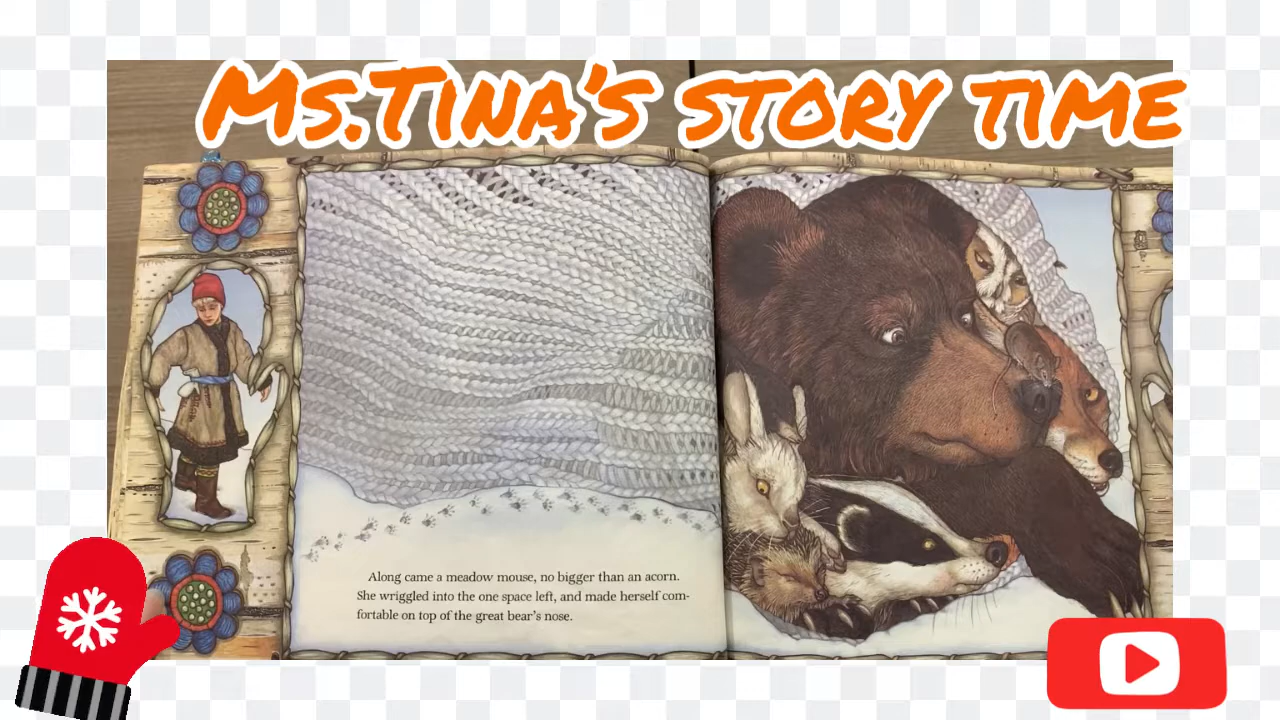 Ms.Tina's story time
Along came a meadow mouse, no bigger than an acorn.
She wriggled into the one space left, and made herself com-
fortable on top of the great bear's nose.